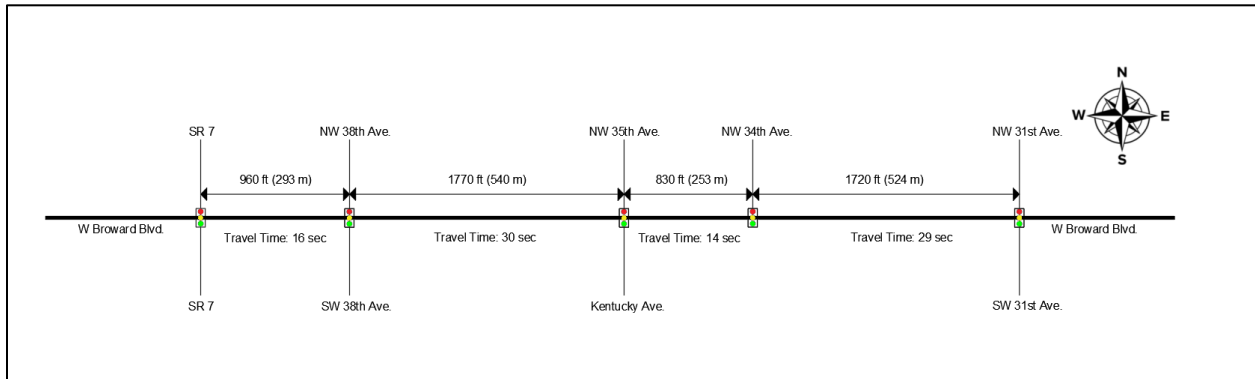 N
W E
S
SR 7 NW 38th Ave. NW 35th Ave. NW 34th Ave. NW 31st Ave.
960 ft (293 m) 1770 ft (540 m) 830 ft (253 m) 1720 ft (524 m)
W Broward Blvd. Travel Time: 16 sec Travel Time: 30 sec Travel Time: 14 sec Travel Time: 29 sec W Broward Blvd.
SR 7 SW 38th Ave. Kentucky Ave. SW 31st Ave.